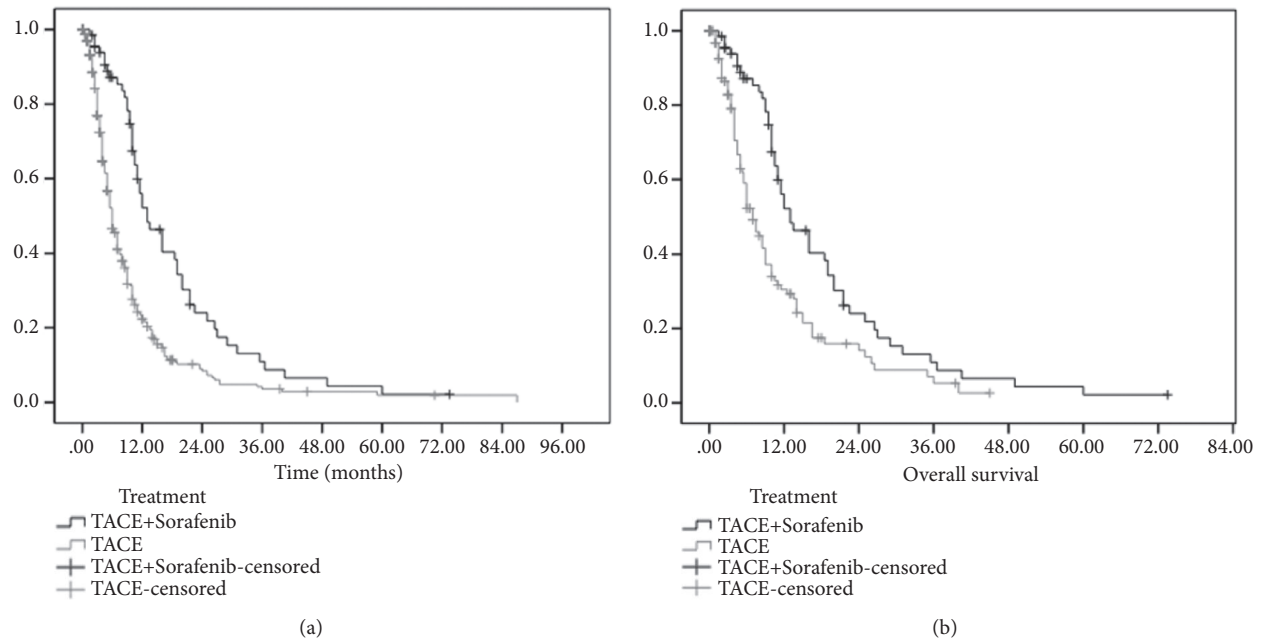 1.0
0.8
0.6
0.4
0.2
0.0
.00 12.00 24.00 36.00 48.00 60.00 72.00 84.00 96.00
Time (months)
Treatment
TACE+Sorafenib
TACE
TACE+Sorafenib-censored
TACE-censored
(a)
1.0
0.8
0.6
0.4
0.2
0.0
.00 12.00 24.00 36.00 48.00 60.00 72.00 84.00
Overall survival
Treatment
TACE+Sorafenib
TACE
TACE+Sorafenib-censored
TACE-censored
(b)